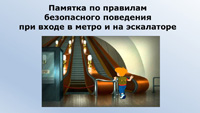 Памятка по правилам
безопасного поведения
при входе в метро и на эскалаторе